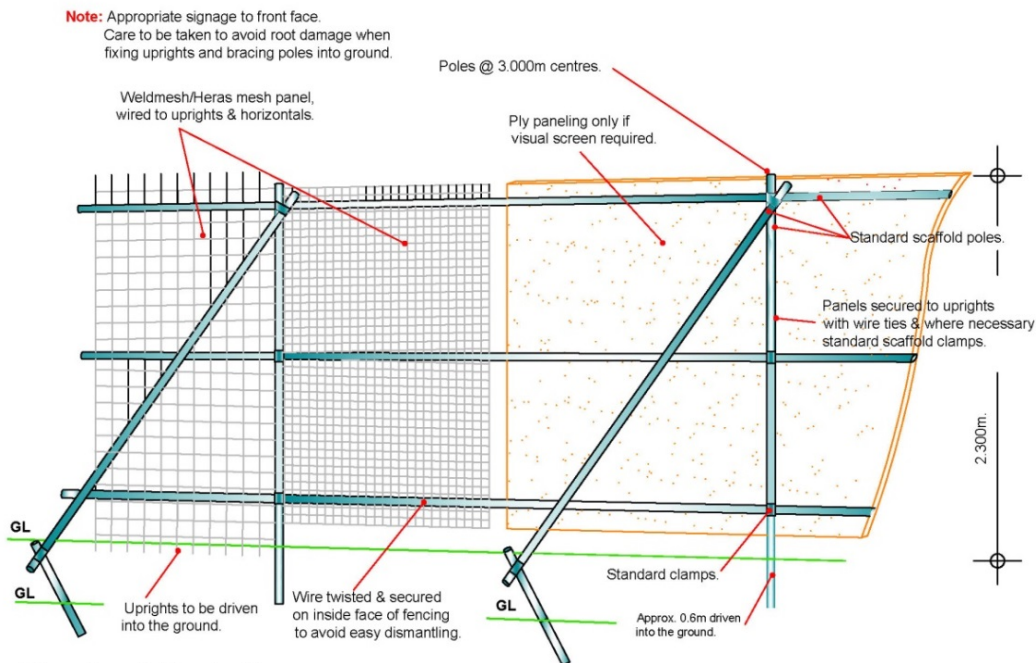 Note: Appropriate signage to front face.
Care to be taken to avoid root damage when
fixing uprights and bracing poles into ground.
Poles @ 3.000m centres.
Weldmesh/Heras mesh panel,
wired to uprights & horizontals.
Ply paneling only if
visual screen required.
Standard scaffold poles.
Panels secured to uprights
with wire ties & where necessary
standard scaffold clamps.
2.300m.
GL
GL
Uprights to be driven
into the ground.
Wire twisted & secured
on inside face of fencing
to avoid easy dismantling.
GL
Standard clamps.
Approx. 0.6m driven
into the ground.